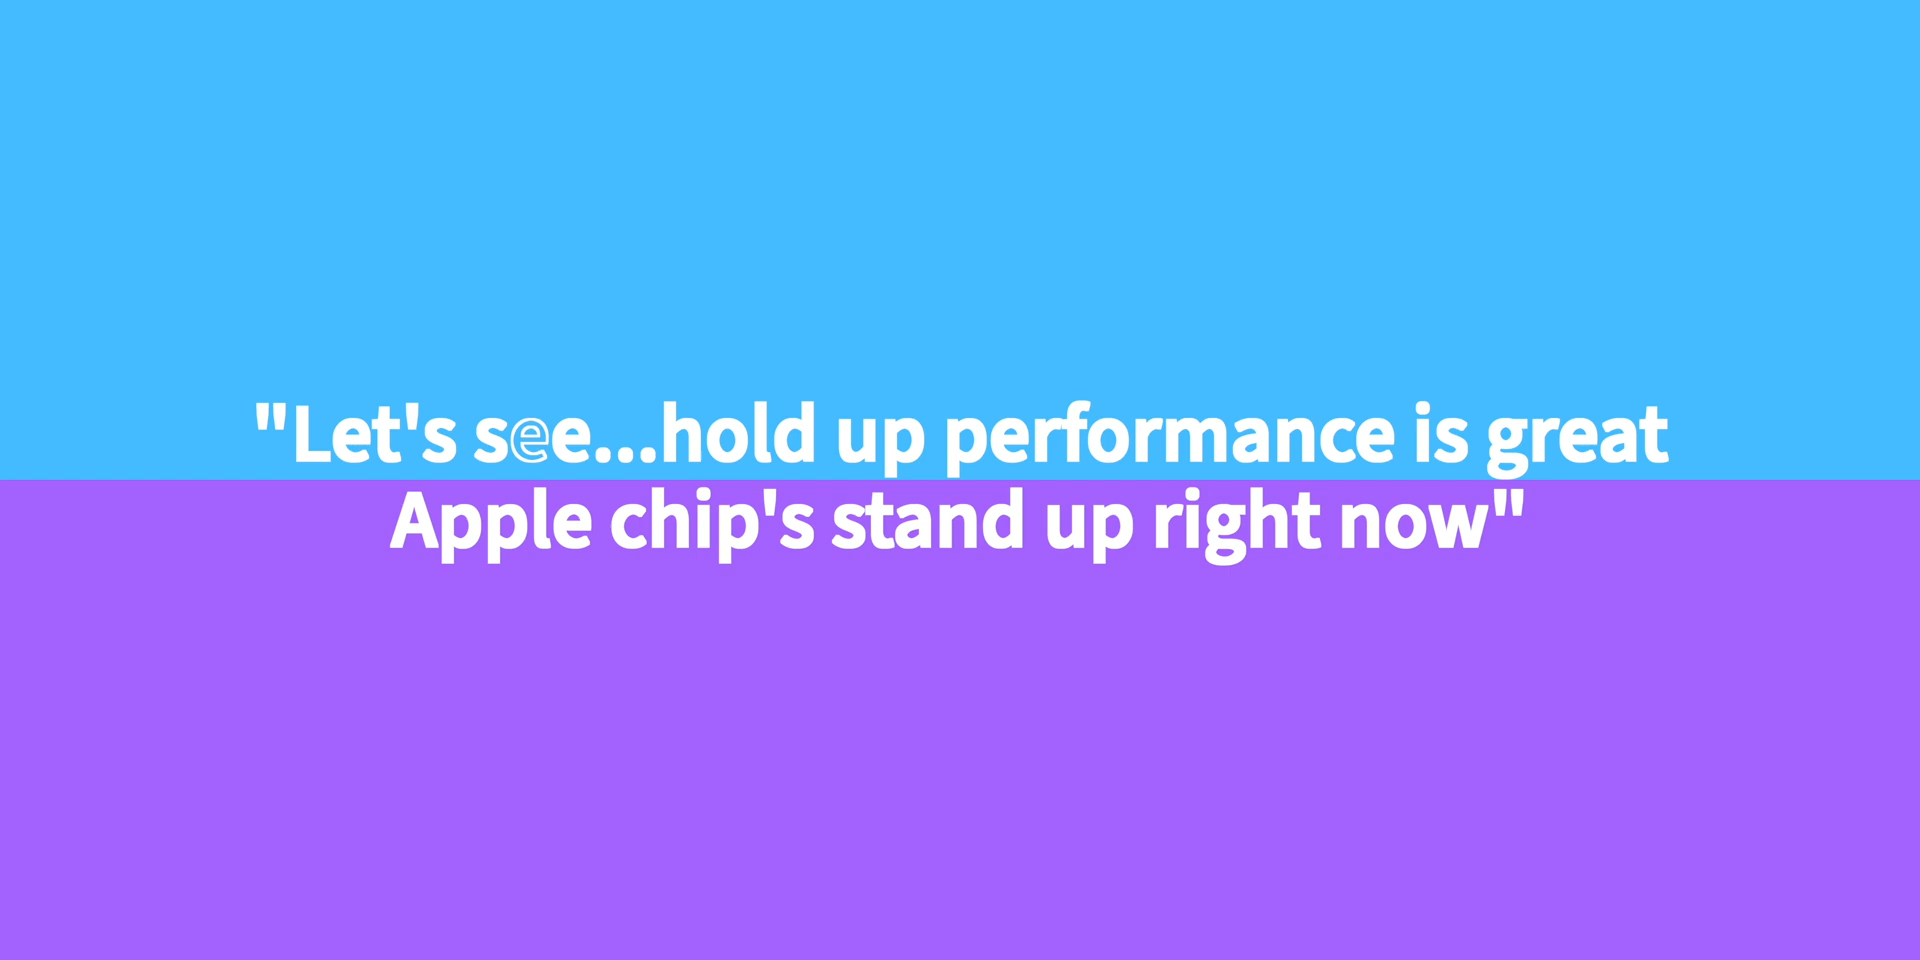 "Let's see...hold up performance is great
Apple chip's stand up right now"